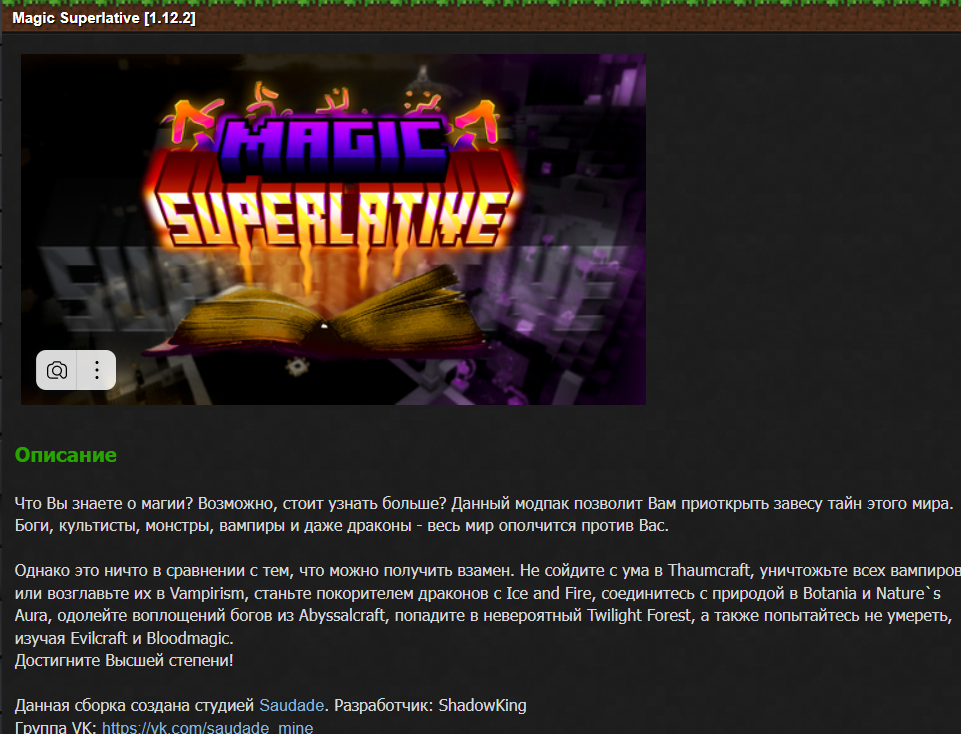 Magic Superlative [1.12.2]
MAGIC
SUPERLATIVE
Описание
Что Вы знаете о магии? Возможно, стоит узнать больше? Данный модпак позволит Вам приоткрыть завесу тайн этого мира.
Боги, культисты, монстры, вампиры и даже драконы - весь мир ополчится против Вас.
Однако это ничто в сравнении с тем, что можно получить взамен. Не сойдите с ума в Thaumcraft, уничтожьте всех вампиров
или возглавьте их в Vampirism, станьте покорителем драконов с Ice and Fire, соединитесь с природой в Botania и Nature`s
Aura, одолейте воплощений богов из Abyssalcraft, попадите в невероятный Twilight Forest, а также попытайтесь не умереть,
изучая Evilcraft и Bloodmagic.
Достигните Высшей степени!
Данная сборка создана студией Saudade. Разработчик: ShadowKing
Группа VK: https://vk.com/saudade_mine